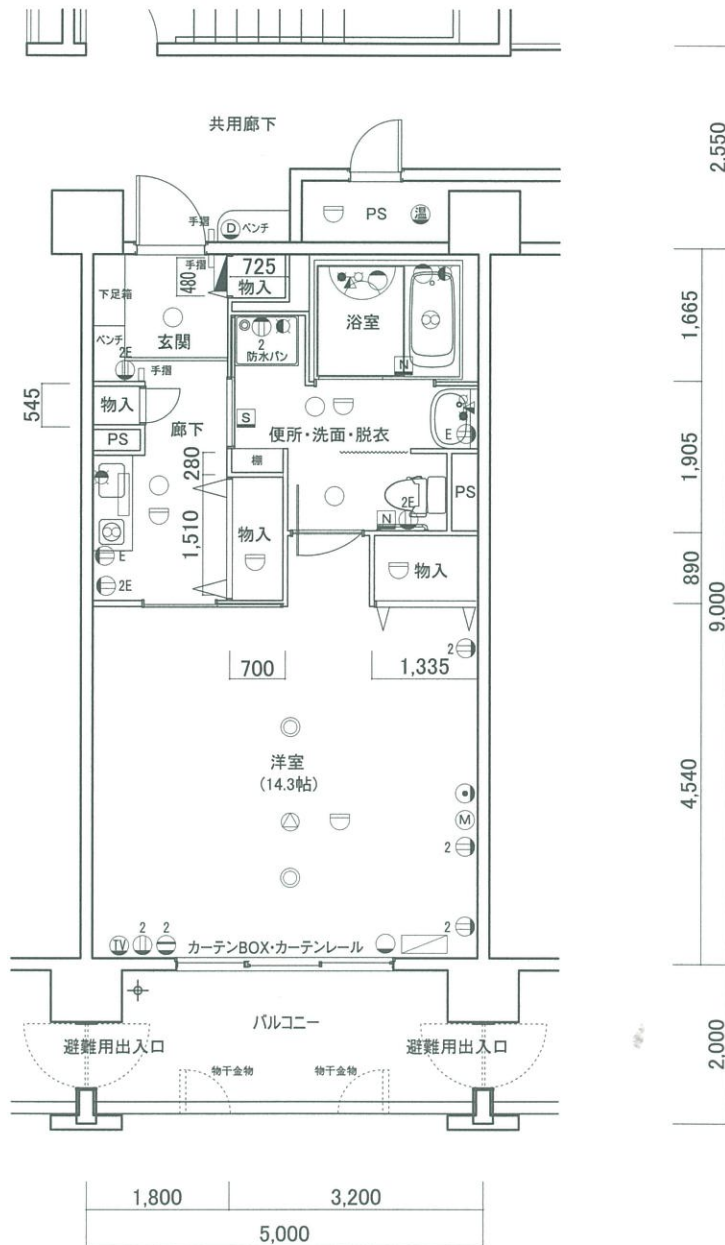 2,550
共用廊下
手摺
D ベンチ
PS
温
手摺
725
480
物入
下足箱
浴室
1,665
ベンチ
玄関
2
防水パン
N
2E
手摺
545
物入
廊下
S
便所・洗面・脱衣
E
PS
280
棚
1,905
2E
PS
N
1,510
物入
物入
890
E
2E
9,000
700
1,335
2
洋室
(14.3帖)
4,540
M
2
2
TV
2
2
カーテンBOX・カーテンレール
バルコニー
避難用出入口
避難用出入口
2,000
物干金物
物干金物
1,800
3,200
5,000